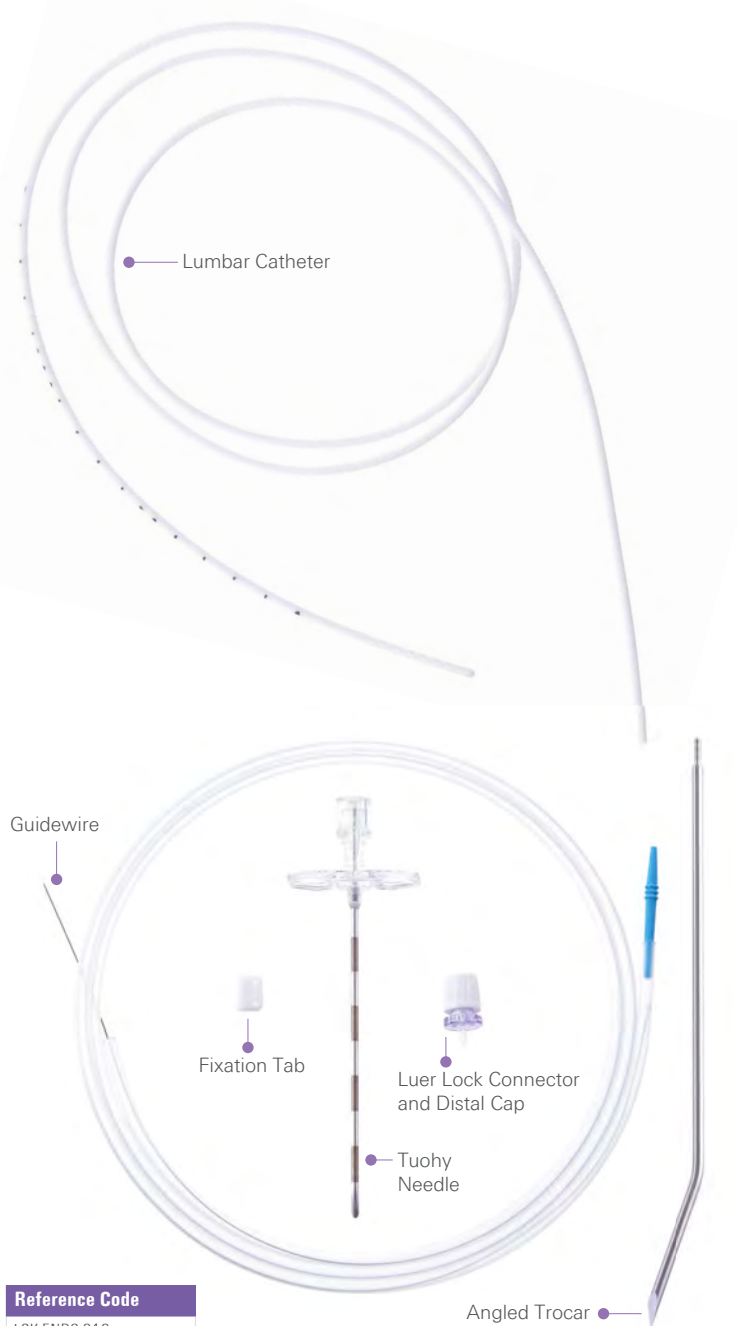 Lumbar Catheter
Guidewire
Fixation Tab
Luer Lock Connector
and Distal Cap
Tuohy
Needle
Angled Trocar
Reference Code